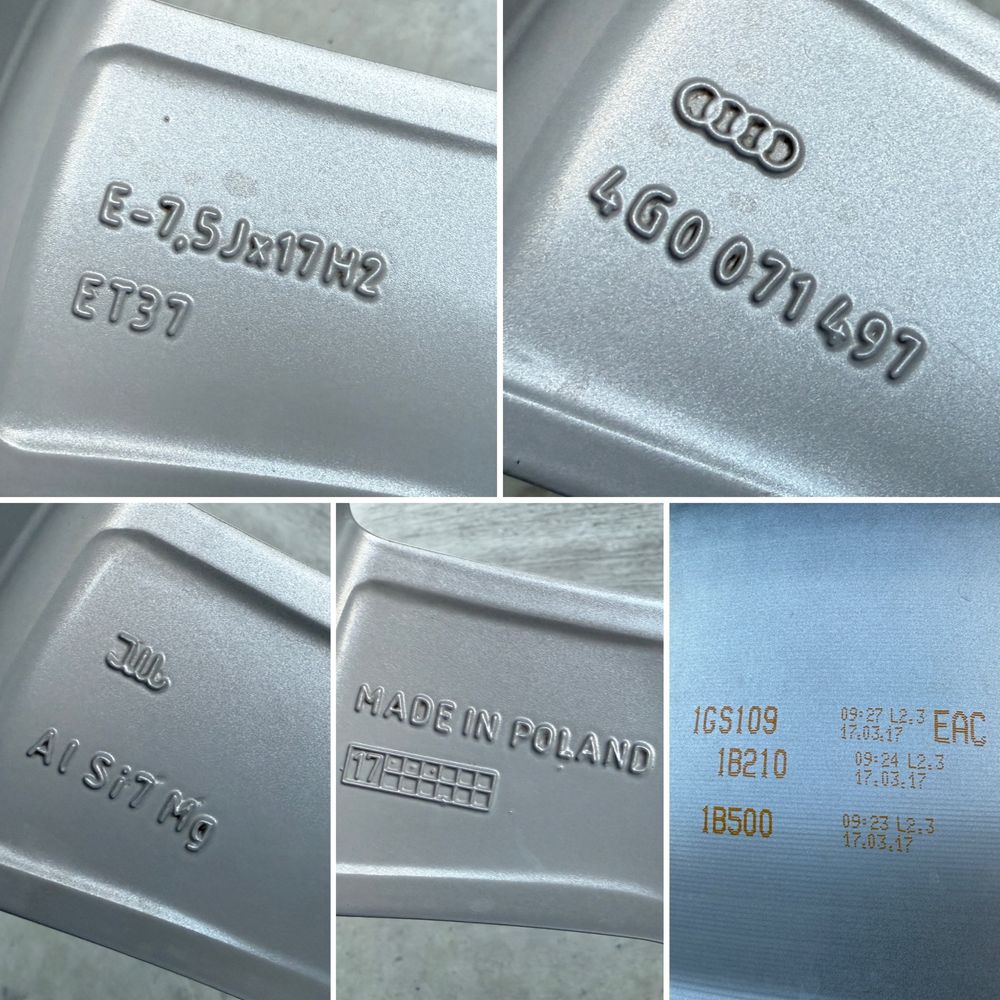 E-7,5Jx17H2
ET37
4G0 071 497
Al Si7 Mg
MADE IN POLAND
17
1GS109
09:27 L2.3
17.03.17
EAC
1B210
09:24 L2.3
17.03.17
1B500
09:23 L2.3
17.03.17